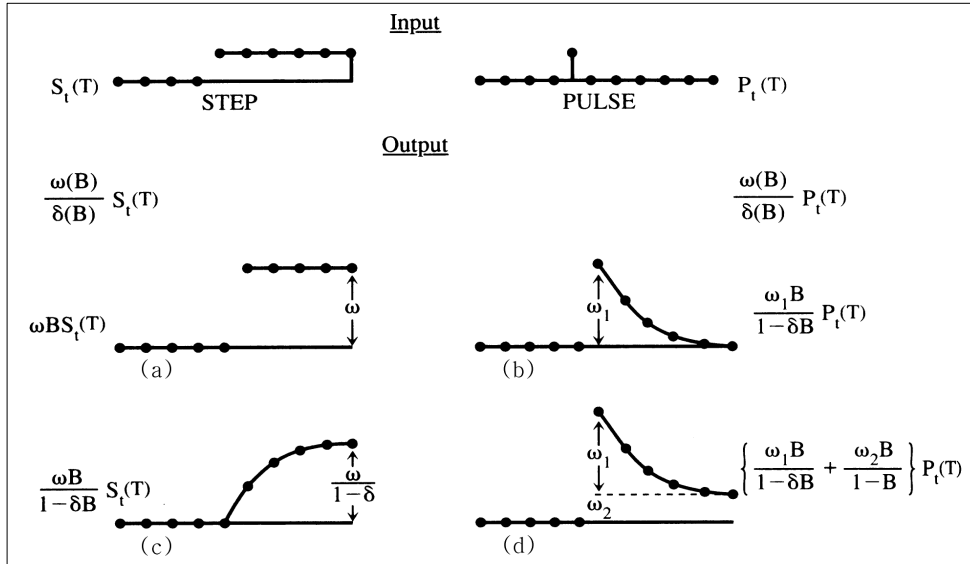 Input
S_t(T)
STEP
PULSE
P_t(T)
Output
ω(B)/δ(B) S_t(T)
ω(B)/δ(B) P_t(T)
ωBS_t(T)
ω
ω_1
ω_1B/(1−δB) P_t(T)
(a)
(b)
ωB/(1−δB) S_t(T)
ω/(1−δ)
ω_1
ω_2
{ω_1B/(1−δB) + ω_2B/(1−B)} P_t(T)
(c)
(d)